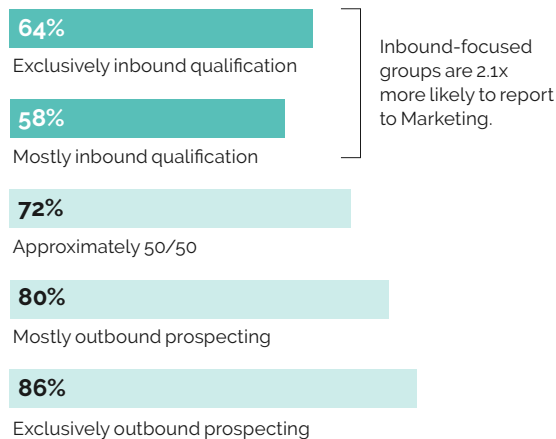 64%
Exclusively inbound qualification
58%
Mostly inbound qualification
Inbound-focused
groups are 2.1x
more likely to report
to Marketing.
72%
Approximately 50/50
80%
Mostly outbound prospecting
86%
Exclusively outbound prospecting